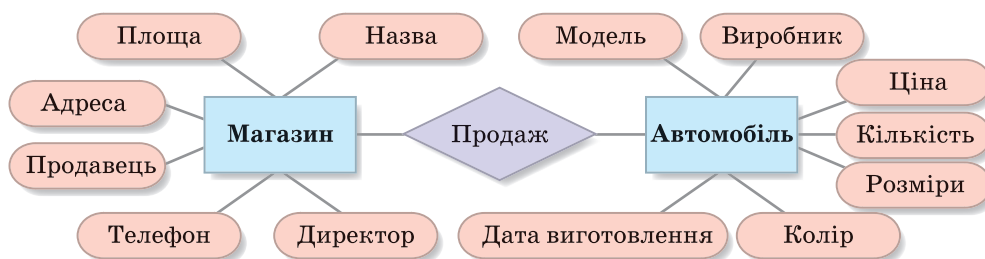 Площа
Назва
Модель
Виробник
Адреса
Ціна
Магазин
Продаж
Автомобіль
Кількість
Продавець
Розміри
Телефон
Директор
Дата виготовлення
Колір